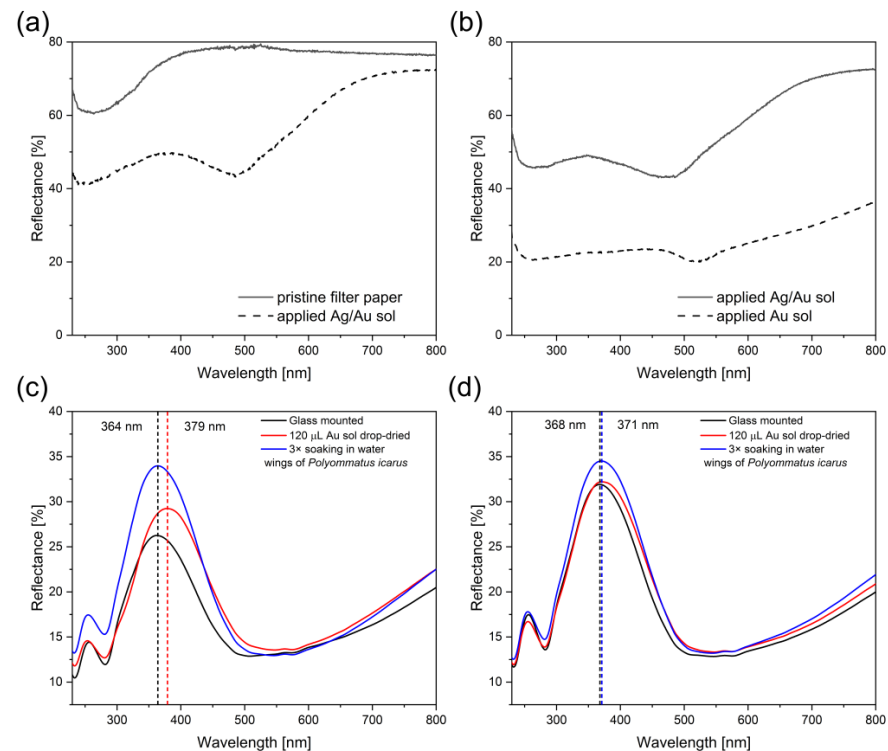 (a)
(b)
80
60
40
20
0
Reflectance [%]
pristine filter paper
applied Ag/Au sol
300 400 500 600 700 800
Wavelength [nm]
80
60
40
20
0
Reflectance [%]
applied Ag/Au sol
applied Au sol
300 400 500 600 700 800
Wavelength [nm]
(c)
(d)
40
35
30
25
20
15
10
Reflectance [%]
364 nm 379 nm
Glass mounted
120 μL Au sol drop-dried
3× soaking in water
wings of Polyommatus icarus
300 400 500 600 700 800
Wavelength [nm]
40
35
30
25
20
15
10
Reflectance [%]
368 nm 371 nm
Glass mounted
120 μL Au sol drop-dried
3× soaking in water
wings of Polyommatus icarus
300 400 500 600 700 800
Wavelength [nm]